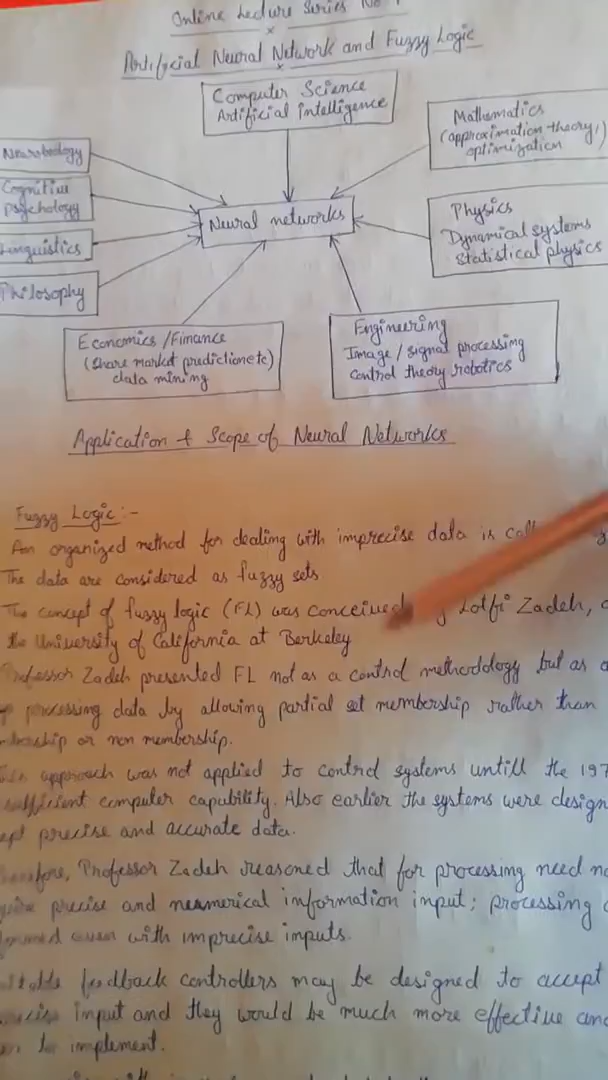 Online Lecture Series No
Artificial Neural Network and Fuzzy Logic
Computer Science
Artificial intelligence
Mathematics
(approximation theory,
optimization
Neurobiology
Cognitive
psychology
Linguistics
Philosophy
Neural networks
Physics
Dynamical systems
Statistical physics
Economics/Finance
(share market prediction etc)
data mining
Engineering
Image/signal processing
Control theory robotics
Application & Scope of Neural Networks
Fuzzy Logic:-
An organized method for dealing with imprecise data is
The data are considered as fuzzy sets
The concept of fuzzy logic (FL) was conceived Lotfi Zadeh,
the University of California at Berkeley
Professor Zadeh presented FL not as a control methodology but as a
processing data by allowing partial set membership rather than
or non membership.
approach was not applied to control systems untill the 197
sufficient computer capability. Also earlier the systems were design
precise and accurate data.
Professor Zadeh reasoned that for processing need
precise and numerical information input; processing
even with imprecise inputs.
feedback controllers may be designed to accept
input and they would be much more effective and
to implement.